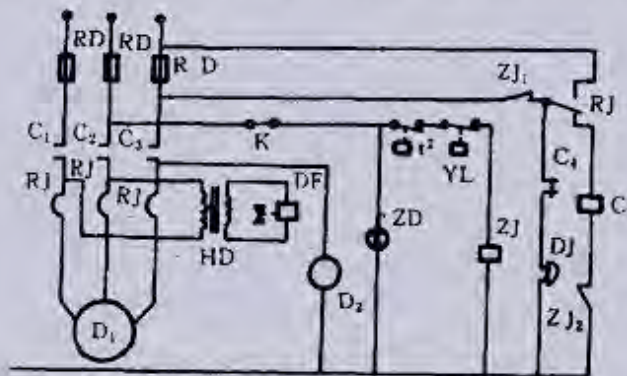 RD RD R D
ZJ₁
RJ
C₁ C₂ C₃
K
t² YL
C₄
RJ RJ RJ
DF
ZD
ZJ
C
HD
DJ
D₁
D₂
ZJ₂